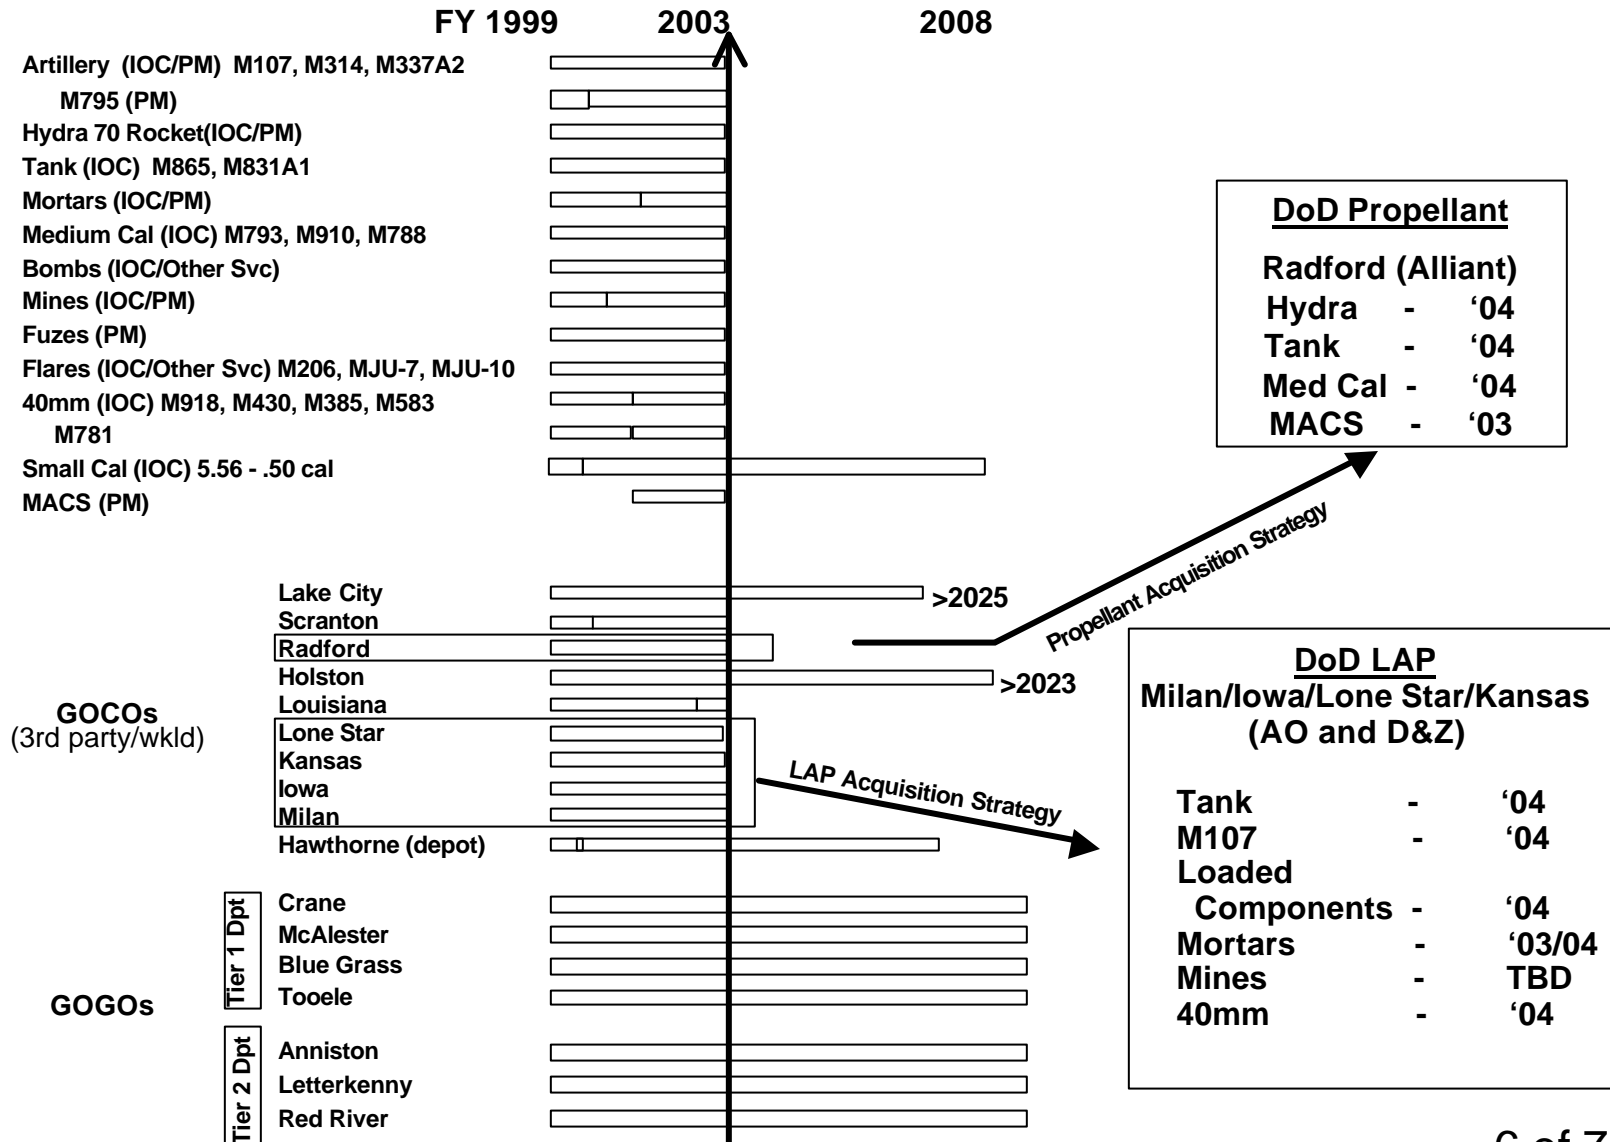 FY 1999 2003 2008
Artillery (IOC/PM) M107, M314, M337A2
M795 (PM)
Hydra 70 Rocket(IOC/PM)
Tank (IOC) M865, M831A1
Mortars (IOC/PM)
Medium Cal (IOC) M793, M910, M788
Bombs (IOC/Other Svc)
Mines (IOC/PM)
Fuzes (PM)
Flares (IOC/Other Svc) M206, MJU-7, MJU-10
40mm (IOC) M918, M430, M385, M583
M781
Small Cal (IOC) 5.56 - .50 cal
MACS (PM)
DoD Propellant
Radford (Alliant)
Hydra - ‘04
Tank - ‘04
Med Cal - ‘04
MACS - ‘03
Propellant Acquisition Strategy
GOCOs
(3rd party/wkld)
Lake City >2025
Scranton
Radford
Holston >2023
Louisiana
Lone Star
Kansas
Iowa
Milan
Hawthorne (depot)
LAP Acquisition Strategy
DoD LAP
Milan/Iowa/Lone Star/Kansas
(AO and D&Z)
Tank - ‘04
M107 - ‘04
Loaded
Components - ‘04
Mortars - ‘03/04
Mines - TBD
40mm - ‘04
GOGOs
Tier 1 Dpt
Crane
McAlester
Blue Grass
Tooele
Tier 2 Dpt
Anniston
Letterkenny
Red River
6 of 7